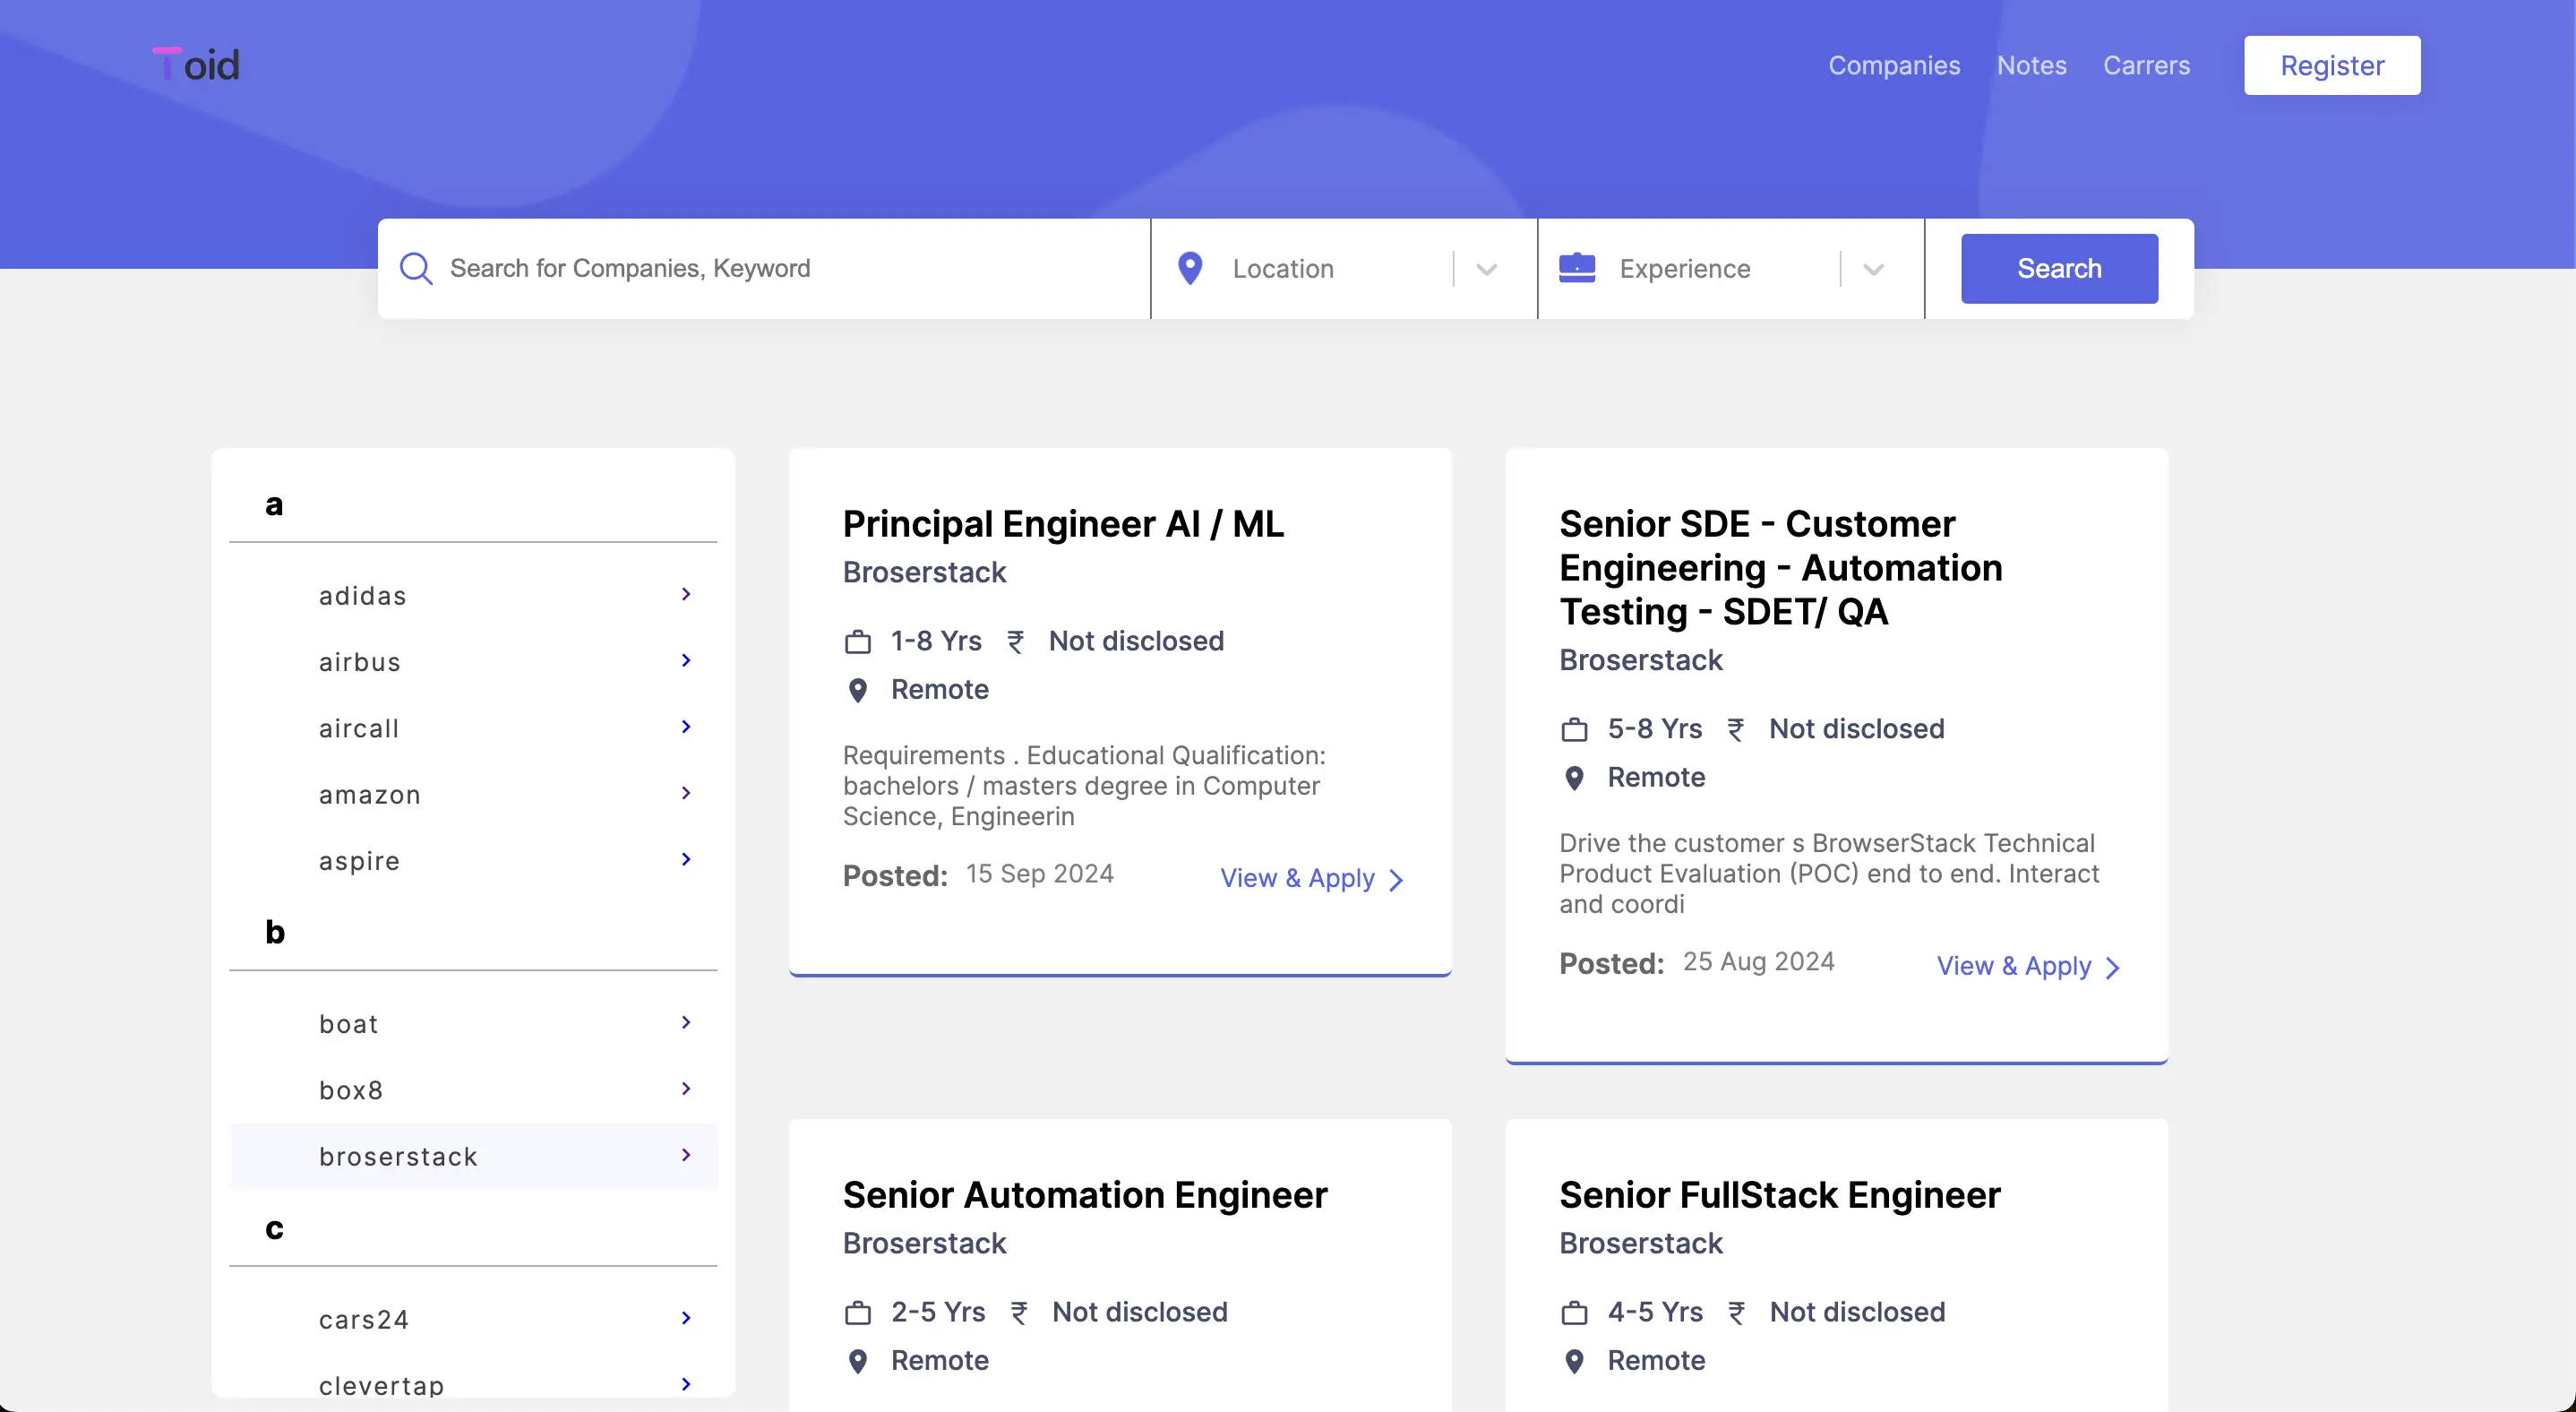 Toid
Companies
Notes
Carrers
Register
Search for Companies, Keyword
Location
Experience
Search
a
adidas
airbus
aircall
amazon
aspire
b
boat
box8
broserstack
c
cars24
clevertap
Principal Engineer AI / ML
Broserstack
1-8 Yrs ₹ Not disclosed
Remote
Requirements . Educational Qualification:
bachelors / masters degree in Computer
Science, Engineerin
Posted: 15 Sep 2024
View & Apply
Senior SDE - Customer
Engineering - Automation
Testing - SDET/ QA
Broserstack
5-8 Yrs ₹ Not disclosed
Remote
Drive the customer s BrowserStack Technical
Product Evaluation (POC) end to end. Interact
and coordi
Posted: 25 Aug 2024
View & Apply
Senior Automation Engineer
Broserstack
2-5 Yrs ₹ Not disclosed
Remote
Senior FullStack Engineer
Broserstack
4-5 Yrs ₹ Not disclosed
Remote